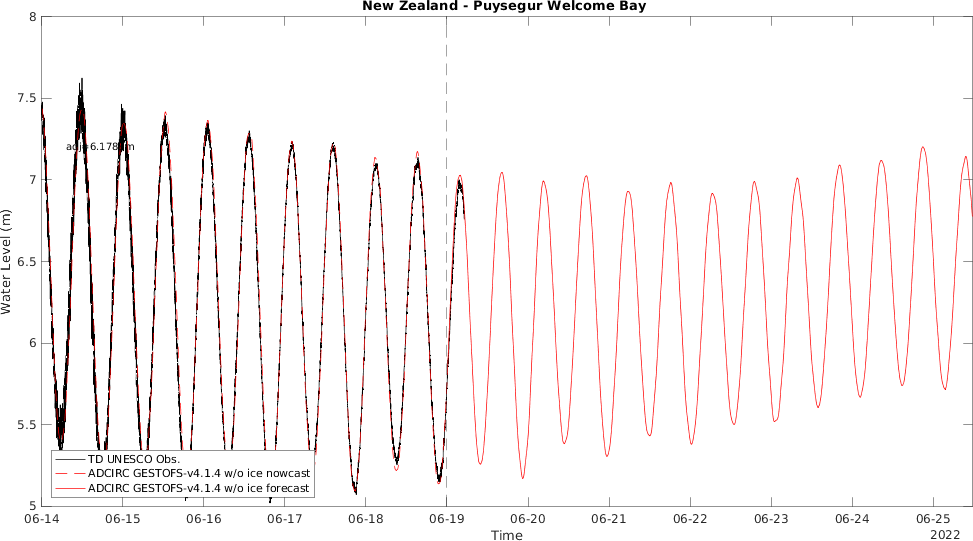 New Zealand - Puysegur Welcome Bay
8
7.5
7
6.5
6
5.5
5
Water Level (m)
TD UNESCO Obs.
ADCIRC GESTOFS-v4.1.4 w/o ice nowcast
ADCIRC GESTOFS-v4.1.4 w/o ice forecast
06-14 06-15 06-16 06-17 06-18 06-19 06-20 06-21 06-22 06-23 06-24 06-25
2022
Time